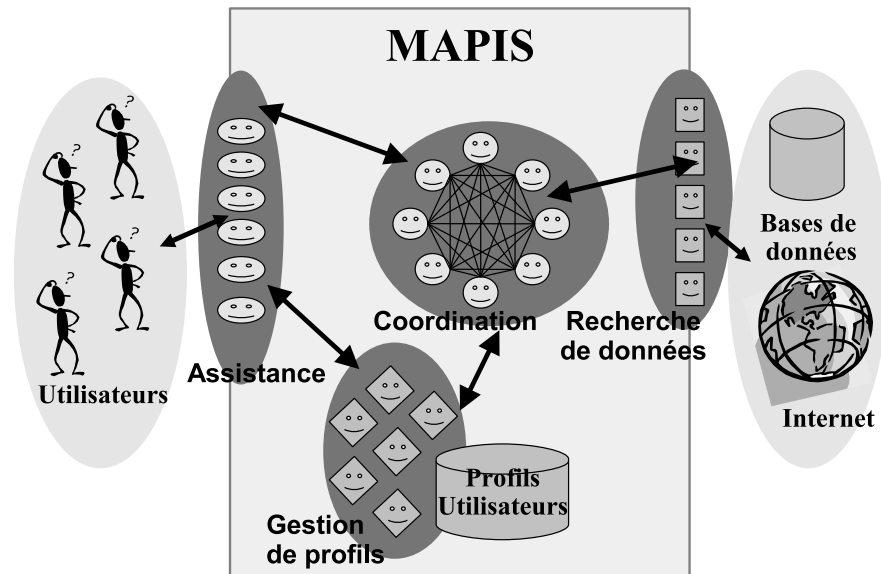 MAPIS
?
?
?
?
Utilisateurs
Assistance
Coordination
Recherche
de données
Bases de
données
Internet
Gestion
de profils
Profils
Utilisateurs